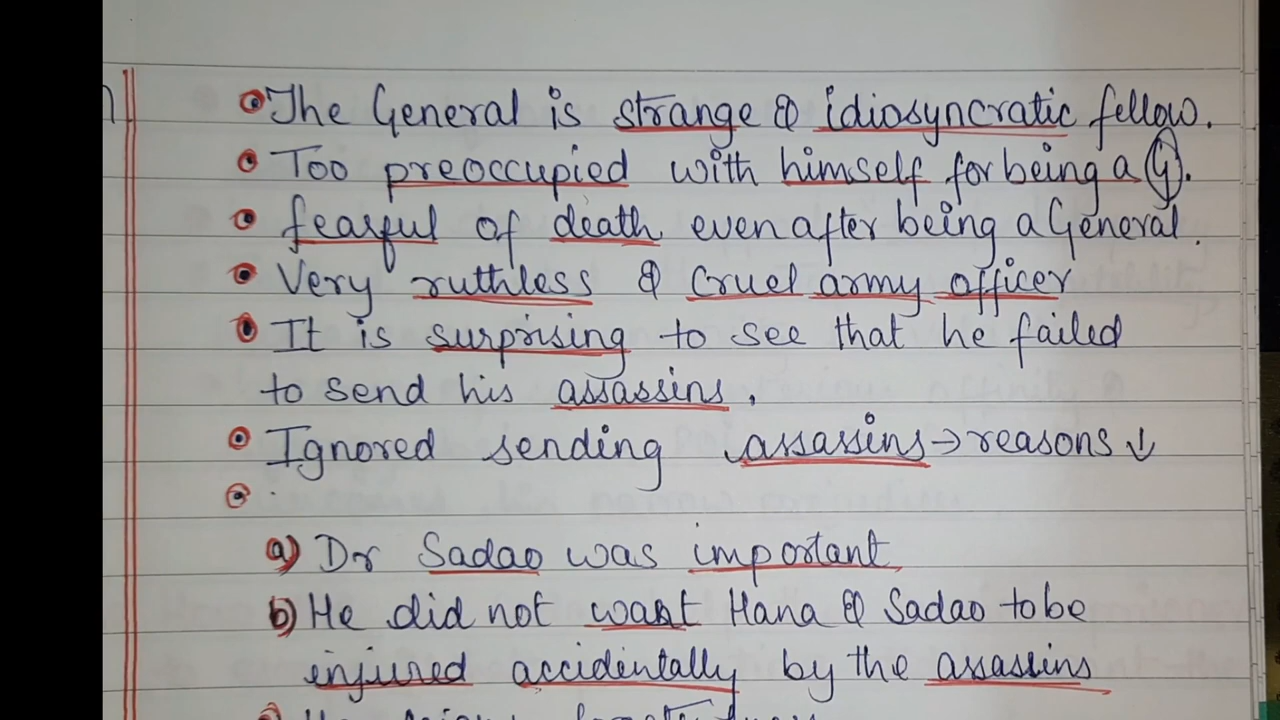 • The General is strange & idiosyncratic fellow.
• Too preoccupied with himself for being a G.
• fearful of death even after being a General.
• Very ruthless & cruel army officer
• It is surprising to see that he failed
to send his assassins.
• Ignored sending assassins → reasons ↓
•
a) Dr Sadao was important
b) He did not want Hana & Sadao to be
injured accidentally by the assassins